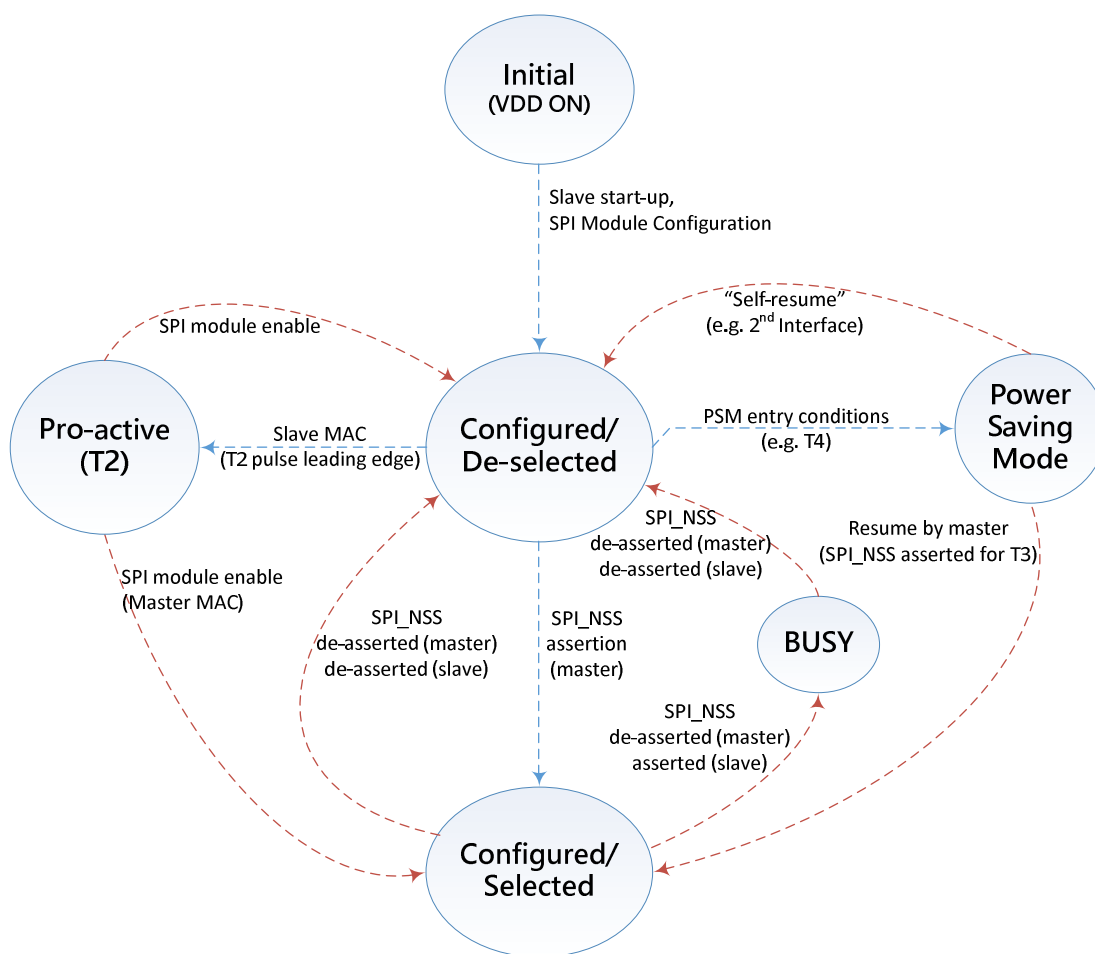 Initial
(VDD ON)
Slave start-up,
SPI Module Configuration
“Self-resume”
(e.g. 2nd Interface)
SPI module enable
Pro-active
(T2)
Slave MAC
(T2 pulse leading edge)
Configured/
De-selected
PSM entry conditions
(e.g. T4)
Power
Saving
Mode
SPI_NSS
de-asserted (master)
de-asserted (slave)
Resume by master
(SPI_NSS asserted for T3)
SPI module enable
(Master MAC)
SPI_NSS
de-asserted (master)
de-asserted (slave)
SPI_NSS
assertion
(master)
BUSY
SPI_NSS
de-asserted (master)
asserted (slave)
Configured/
Selected